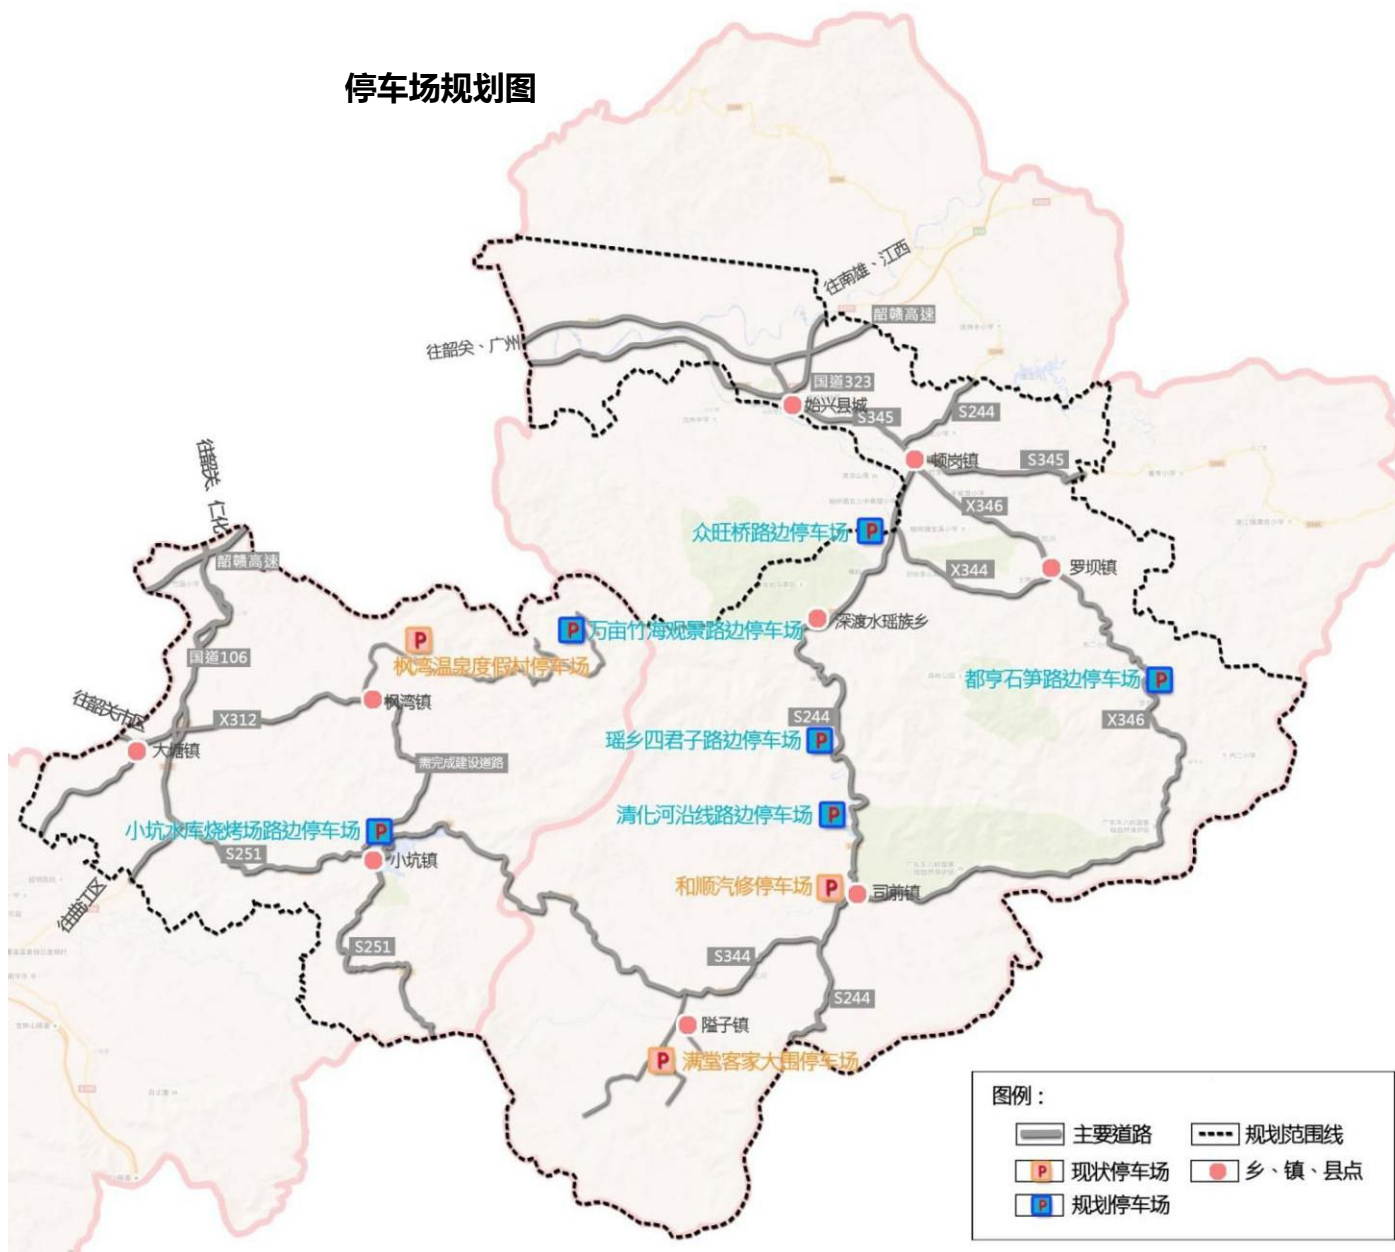 停车场规划图
往南雄、江西
韶赣高速
往韶关、广州
国道323
始兴县城
S345
S244
顿岗镇
S345
往韶关、仁化
X346
众旺桥路边停车场
韶赣高速
X344
罗坝镇
深渡水瑶族乡
万亩竹海观景路边停车场
国道106
枫湾温泉度假村停车场
都亨石笋路边停车场
枫湾镇
往韶关市区
X312
S244
X346
大塘镇
瑶乡四君子路边停车场
需完成建设道路
清化河沿线路边停车场
小坑水库烧烤场路边停车场
S251
小坑镇
和顺汽修停车场
司前镇
往曲江区
S251
S344
S244
隘子镇
满堂客家大围停车场
图例：
主要道路
规划范围线
现状停车场
乡、镇、县点
规划停车场